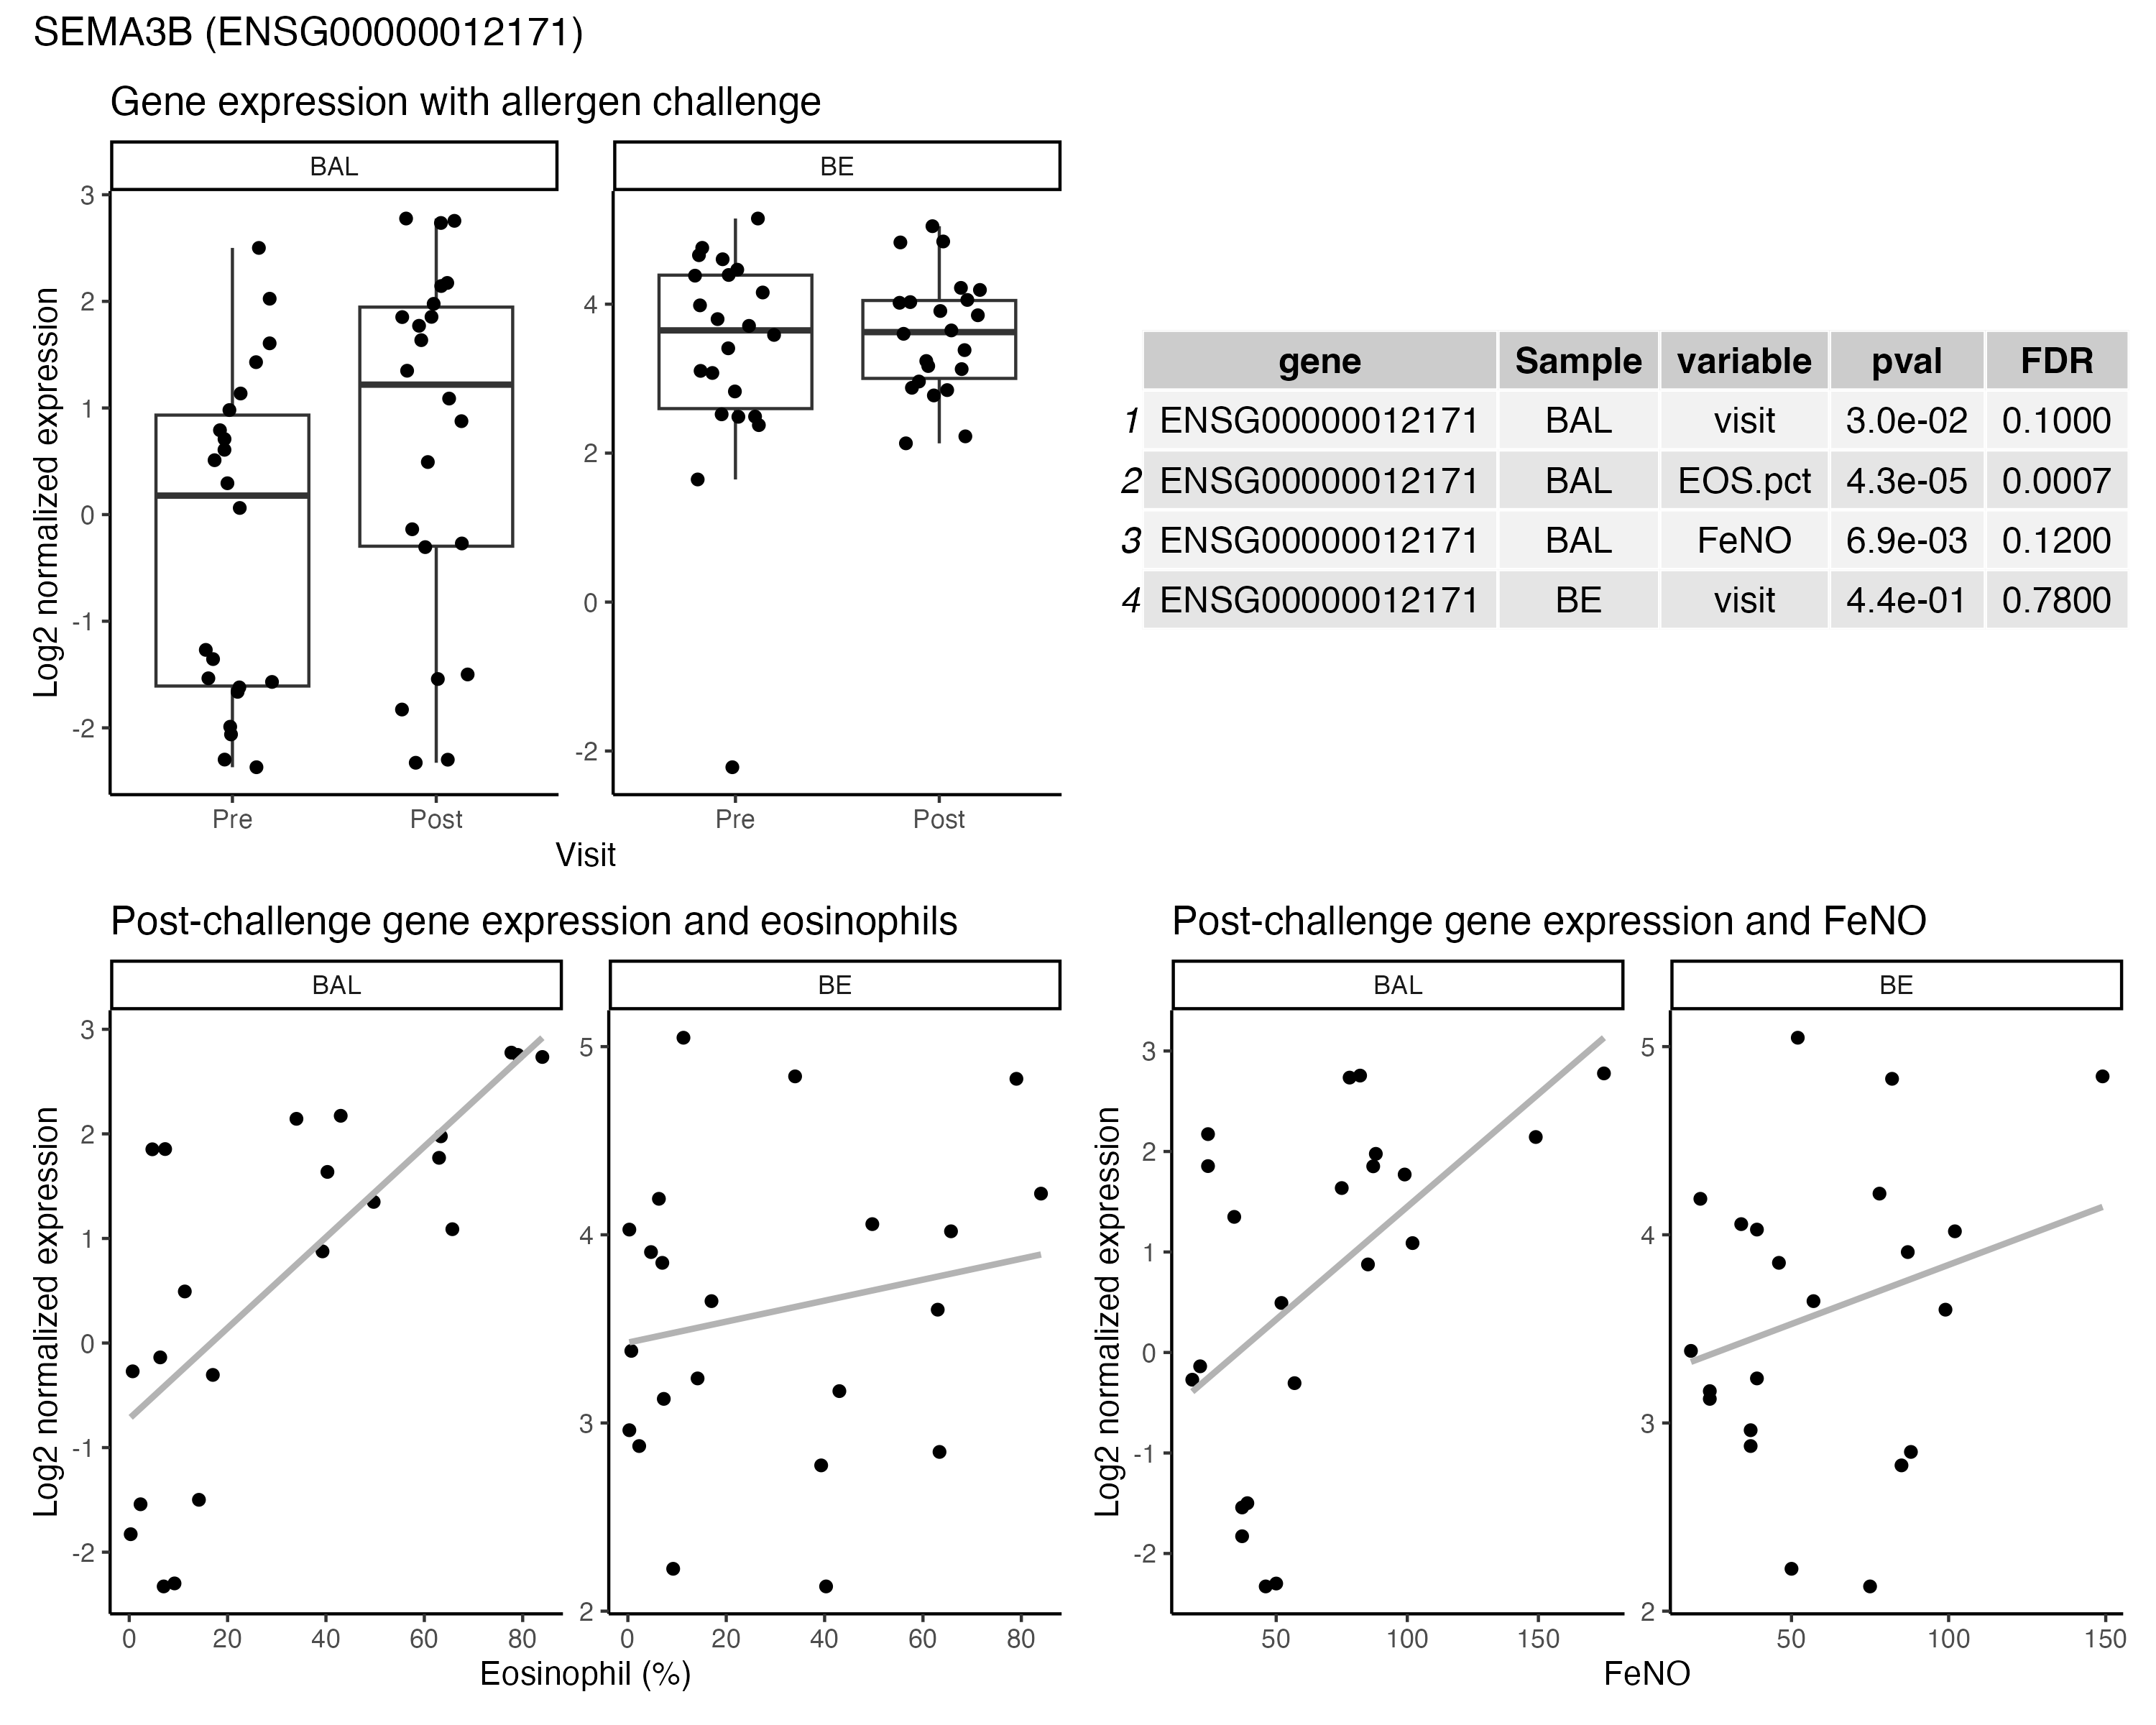 SEMA3B (ENSG00000012171)
Gene expression with allergen challenge
BAL
BE
Log2 normalized expression
3
2
1
0
-1
-2
4
2
0
-2
Pre
Post
Pre
Post
Visit
gene Sample variable pval FDR
1 ENSG00000012171 BAL visit 3.0e-02 0.1000
2 ENSG00000012171 BAL EOS.pct 4.3e-05 0.0007
3 ENSG00000012171 BAL FeNO 6.9e-03 0.1200
4 ENSG00000012171 BE visit 4.4e-01 0.7800
Post-challenge gene expression and eosinophils
BAL
BE
Log2 normalized expression
3
2
1
0
-1
-2
5
4
3
2
0 20 40 60 80
0 20 40 60 80
Eosinophil (%)
Post-challenge gene expression and FeNO
BAL
BE
Log2 normalized expression
3
2
1
0
-1
-2
5
4
3
2
50 100 150
50 100 150
FeNO